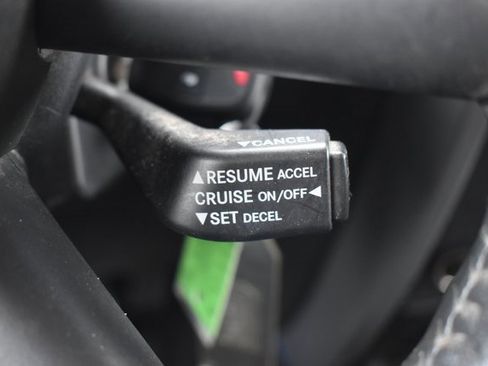 ▼CANCEL
▲RESUME ACCEL
CRUISE ON/OFF◄
▼SET DECEL